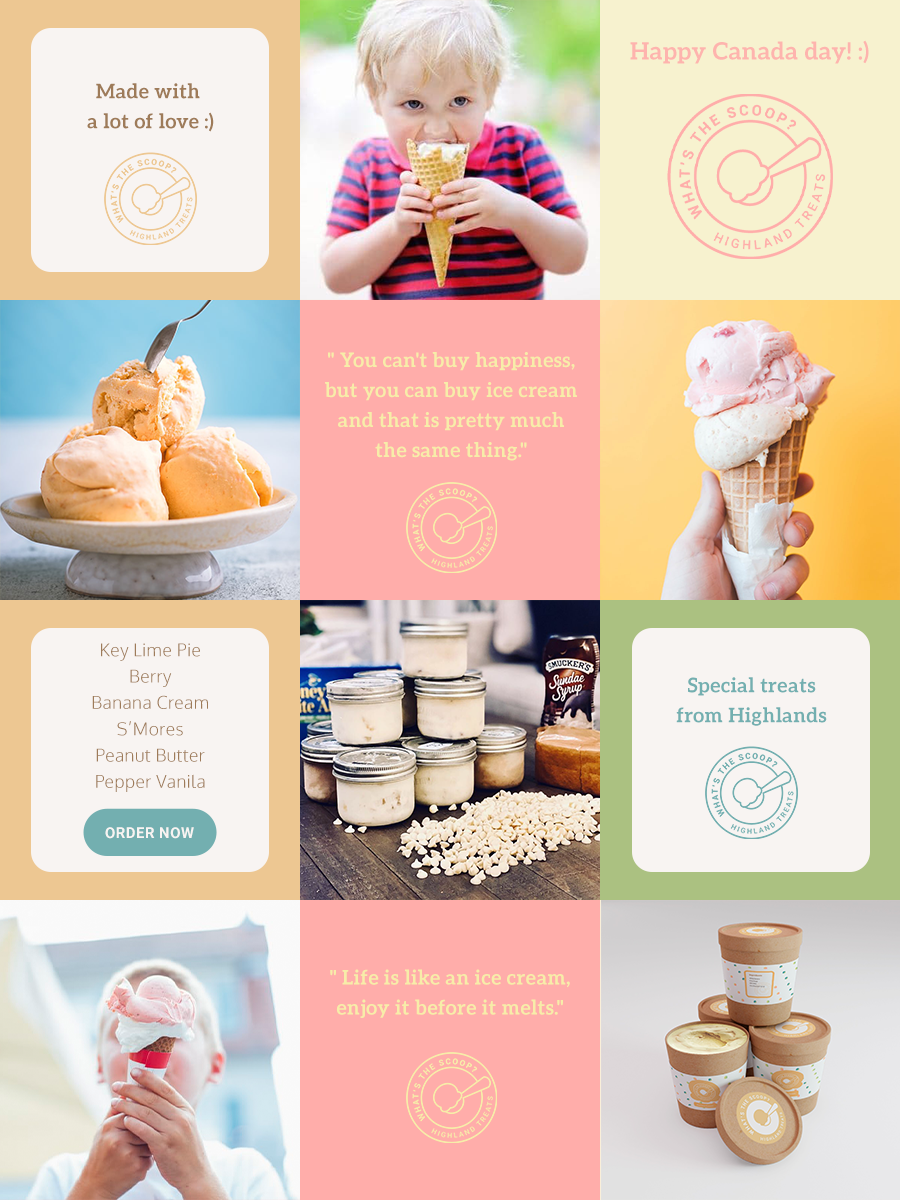 Made with
a lot of love :)
WHAT'S THE SCOOP?
HIGHLAND TREATS
Happy Canada day! :)
WHAT'S THE SCOOP?
HIGHLAND TREATS
" You can't buy happiness,
but you can buy ice cream
and that is pretty much
the same thing."
WHAT'S THE SCOOP?
HIGHLAND TREATS
Key Lime Pie
Berry
Banana Cream
S'Mores
Peanut Butter
Pepper Vanila
ORDER NOW
SMUCKER'S
Sundae
Syrup
Special treats
from Highlands
WHAT'S THE SCOOP?
HIGHLAND TREATS
" Life is like an ice cream,
enjoy it before it melts."
WHAT'S THE SCOOP?
HIGHLAND TREATS